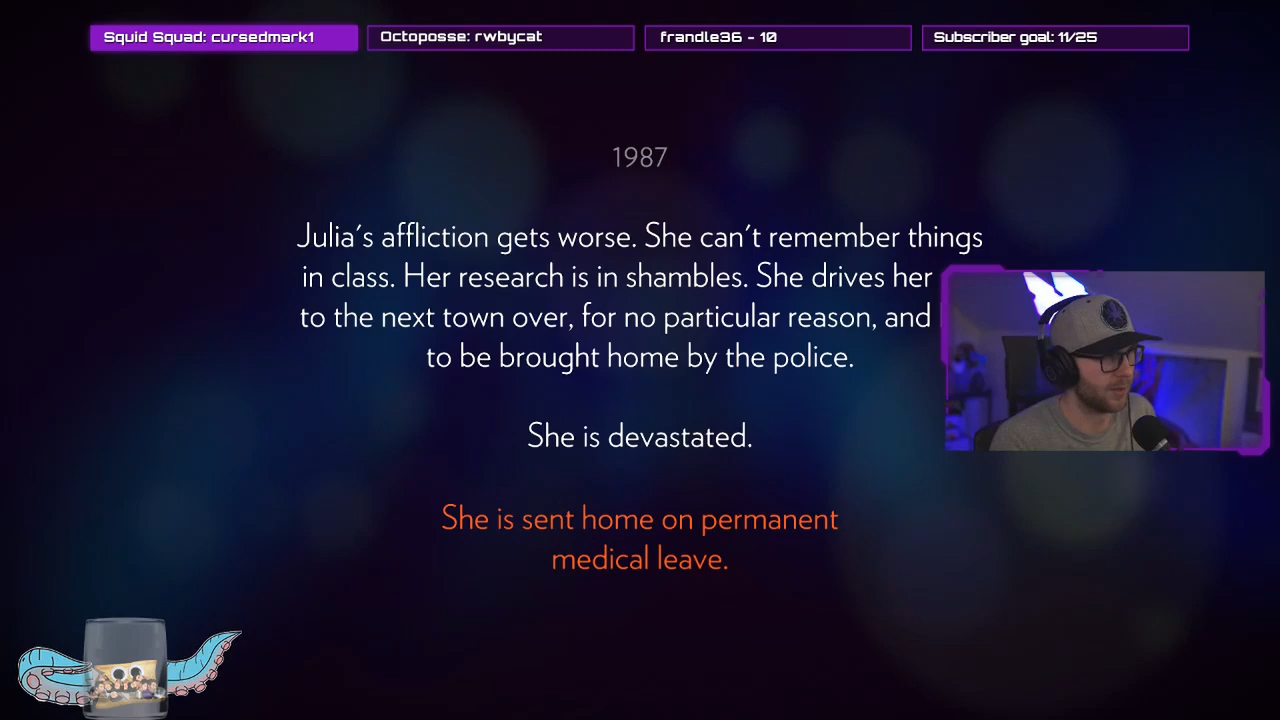 Squid Squad: cursedmark1
Octoposse: rwbycat
frandle36 - 10
Subscriber goal: 11/25
1987
Julia's affliction gets worse. She can't remember things
in class. Her research is in shambles. She drives her
to the next town over, for no particular reason, and
to be brought home by the police.
She is devastated.
She is sent home on permanent
medical leave.